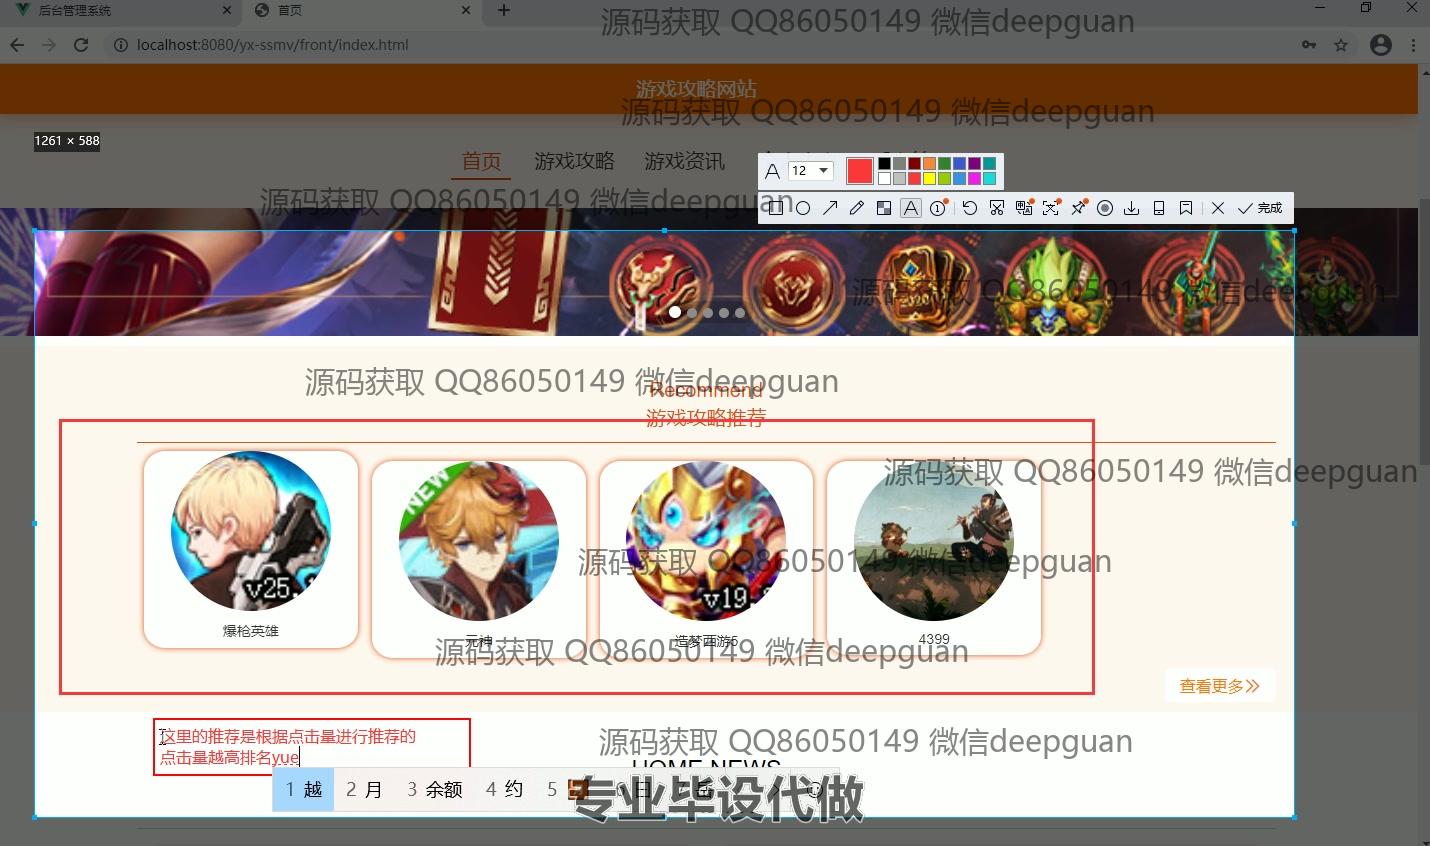 后台管理系统
首页
源码获取 QQ86050149 微信deepguan
localhost:8080/yx-ssmv/front/index.html
游戏攻略网站
源码获取 QQ86050149 微信deepguan
1261 × 588
首页 游戏攻略 游戏资讯
12
源码获取 QQ86050149 微信deepguan
完成
源码获取 QQ86050149 微信deepguan
源码获取 QQ86050149 微信deepguan
Recommend
游戏攻略推荐
源码获取 QQ86050149 微信deepguan
NEW
v25
v19
源码获取 QQ86050149 微信deepguan
爆枪英雄
元神
造梦西游5
4399
源码获取 QQ86050149 微信deepguan
查看更多
这里的推荐是根据点击量进行推荐的
点击量越高排名yue
源码获取 QQ86050149 微信deepguan
HOME NEWS
1 越 2 月 3 余额 4 约 5
专业毕设代做